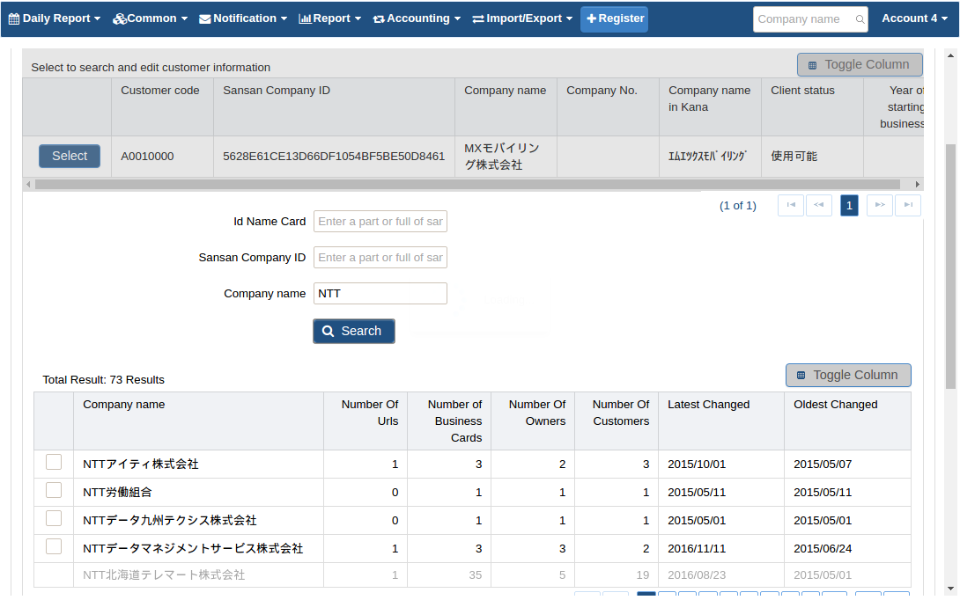 Daily Report Common Notification Report Accounting Import/Export Register Company name Account 4
Select to search and edit customer information Toggle Column
Customer code Sansan Company ID Company name Company No. Company name Client status Year of
in Kana starting
business
Select A0010000 5628E61CE13D66DF1054BF5BE50D8461 MXモバイリン ｴﾑｴｯｸｽﾓﾊﾞｲﾘﾝｸﾞ 使用可能
グ株式会社
(1 of 1) 1
Id Name Card Enter a part or full of sar
Sansan Company ID Enter a part or full of sar
Company name NTT
Search
Total Result: 73 Results Toggle Column
Company name Number Of Number of Number Of Number Of Latest Changed Oldest Changed
Urls Business Owners Customers
Cards
NTTアイティ株式会社 1 3 2 3 2015/10/01 2015/05/07
NTT労働組合 0 1 1 1 2015/05/11 2015/05/11
NTTデータ九州テクシス株式会社 0 1 1 1 2015/05/01 2015/05/01
NTTデータマネジメントサービス株式会社 1 3 3 2 2016/11/11 2015/06/24
NTT北海道テレマート株式会社 1 35 5 19 2016/08/23 2015/05/01